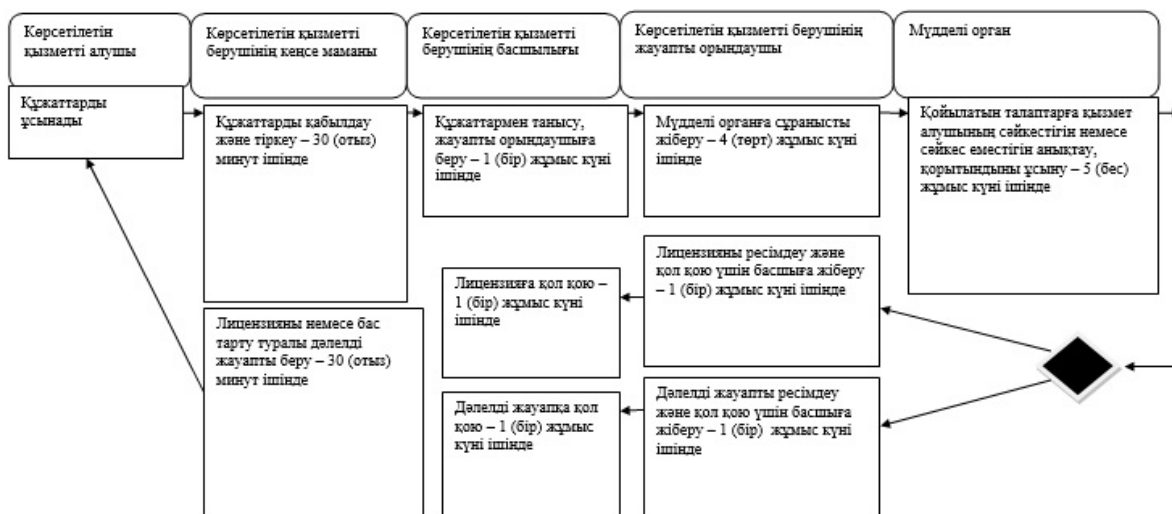 Көрсетілетін
қызметті алушы
Көрсетілетін қызметті
берушінің кеңсе маманы
Көрсетілетін қызметті
берушінің басшылығы
Көрсетілетін қызметті берушінің
жауапты орындаушы
Мүдделі орган
Құжаттарды
ұсынады
Құжаттарды қабылдау
және тіркеу – 30 (отыз)
минут ішінде
Құжаттармен танысу,
жауапты орындаушыға
беру – 1 (бір) жұмыс күні
ішінде
Мүдделі органға сұранысты
жіберу – 4 (төрт) жұмыс күні
ішінде
Қойылатын талаптарға қызмет
алушының сәйкестігін немесе
сәйкес еместігін анықтау,
қорытындыны ұсыну – 5 (бес)
жұмыс күні ішінде
Лицензияны ресімдеу және
қол қою үшін басшыға жіберу
– 1 (бір) жұмыс күні ішінде
Лицензияға қол қою –
1 (бір) жұмыс күні
ішінде
Лицензияны немесе бас
тарту туралы дәлелді
жауапты беру – 30 (отыз)
минут ішінде
Дәлелді жауапты ресімдеу
және қол қою үшін басшыға
жіберу – 1 (бір) жұмыс күні
ішінде
Дәлелді жауапқа қол
қою – 1 (бір) жұмыс
күні ішінде